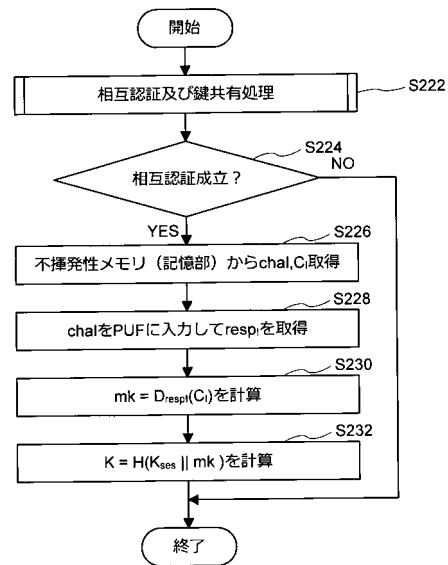 開始
相互認証及び鍵共有処理
S222
相互認証成立？
S224
NO
YES
S226
不揮発性メモリ（記憶部）からchal,Cᵢ取得
S228
chalをPUFに入力してrespᵢを取得
S230
mk = Drespᵢ(Cᵢ)を計算
S232
K = H(Kses || mk )を計算
終了